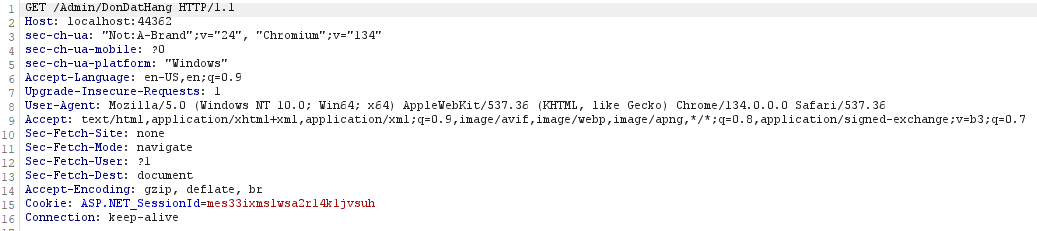 1 GET /Admin/DonDatHang HTTP/1.1
2 Host: localhost:44362
3 sec-ch-ua: "Not:A-Brand";v="24", "Chromium";v="134"
4 sec-ch-ua-mobile: ?0
5 sec-ch-ua-platform: "Windows"
6 Accept-Language: en-US,en;q=0.9
7 Upgrade-Insecure-Requests: 1
8 User-Agent: Mozilla/5.0 (Windows NT 10.0; Win64; x64) AppleWebKit/537.36 (KHTML, like Gecko) Chrome/134.0.0.0 Safari/537.36
9 Accept: text/html,application/xhtml+xml,application/xml;q=0.9,image/avif,image/webp,image/apng,*/*;q=0.8,application/signed-exchange;v=b3;q=0.7
10 Sec-Fetch-Site: none
11 Sec-Fetch-Mode: navigate
12 Sec-Fetch-User: ?1
13 Sec-Fetch-Dest: document
14 Accept-Encoding: gzip, deflate, br
15 Cookie: ASP.NET_SessionId=mes33ixmslwsa2rl4kljvsuh
16 Connection: keep-alive